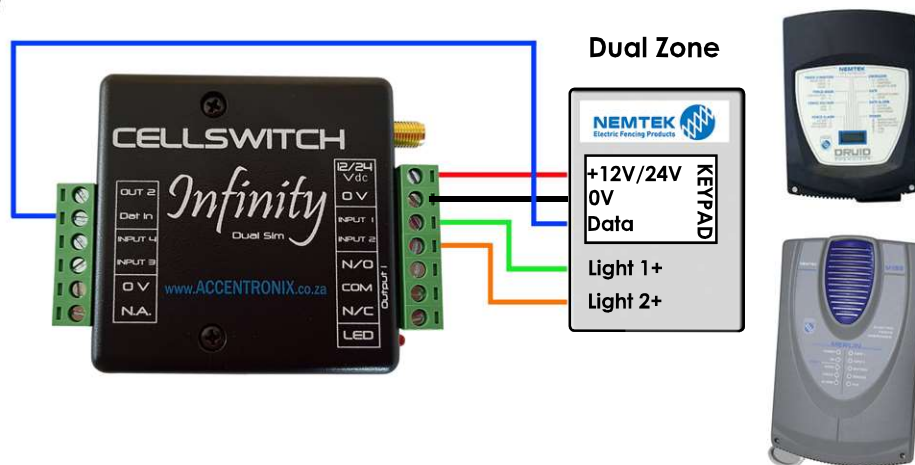 Dual Zone
CELLSWITCH
Infinity
Dual Sim
www.ACCENTRONIX.co.za
OUT 2
Dat In
INPUT 4
INPUT 3
0 V
N.A.
12/24
Vdc
0 V
INPUT 1
INPUT 2
N/O
COM
N/C
LED
Output 1
NEMTEK
Electric Fencing Products
+12V/24V
0V
Data
KEYPAD
Light 1+
Light 2+
NEMTEK
DRUID
MERLIN